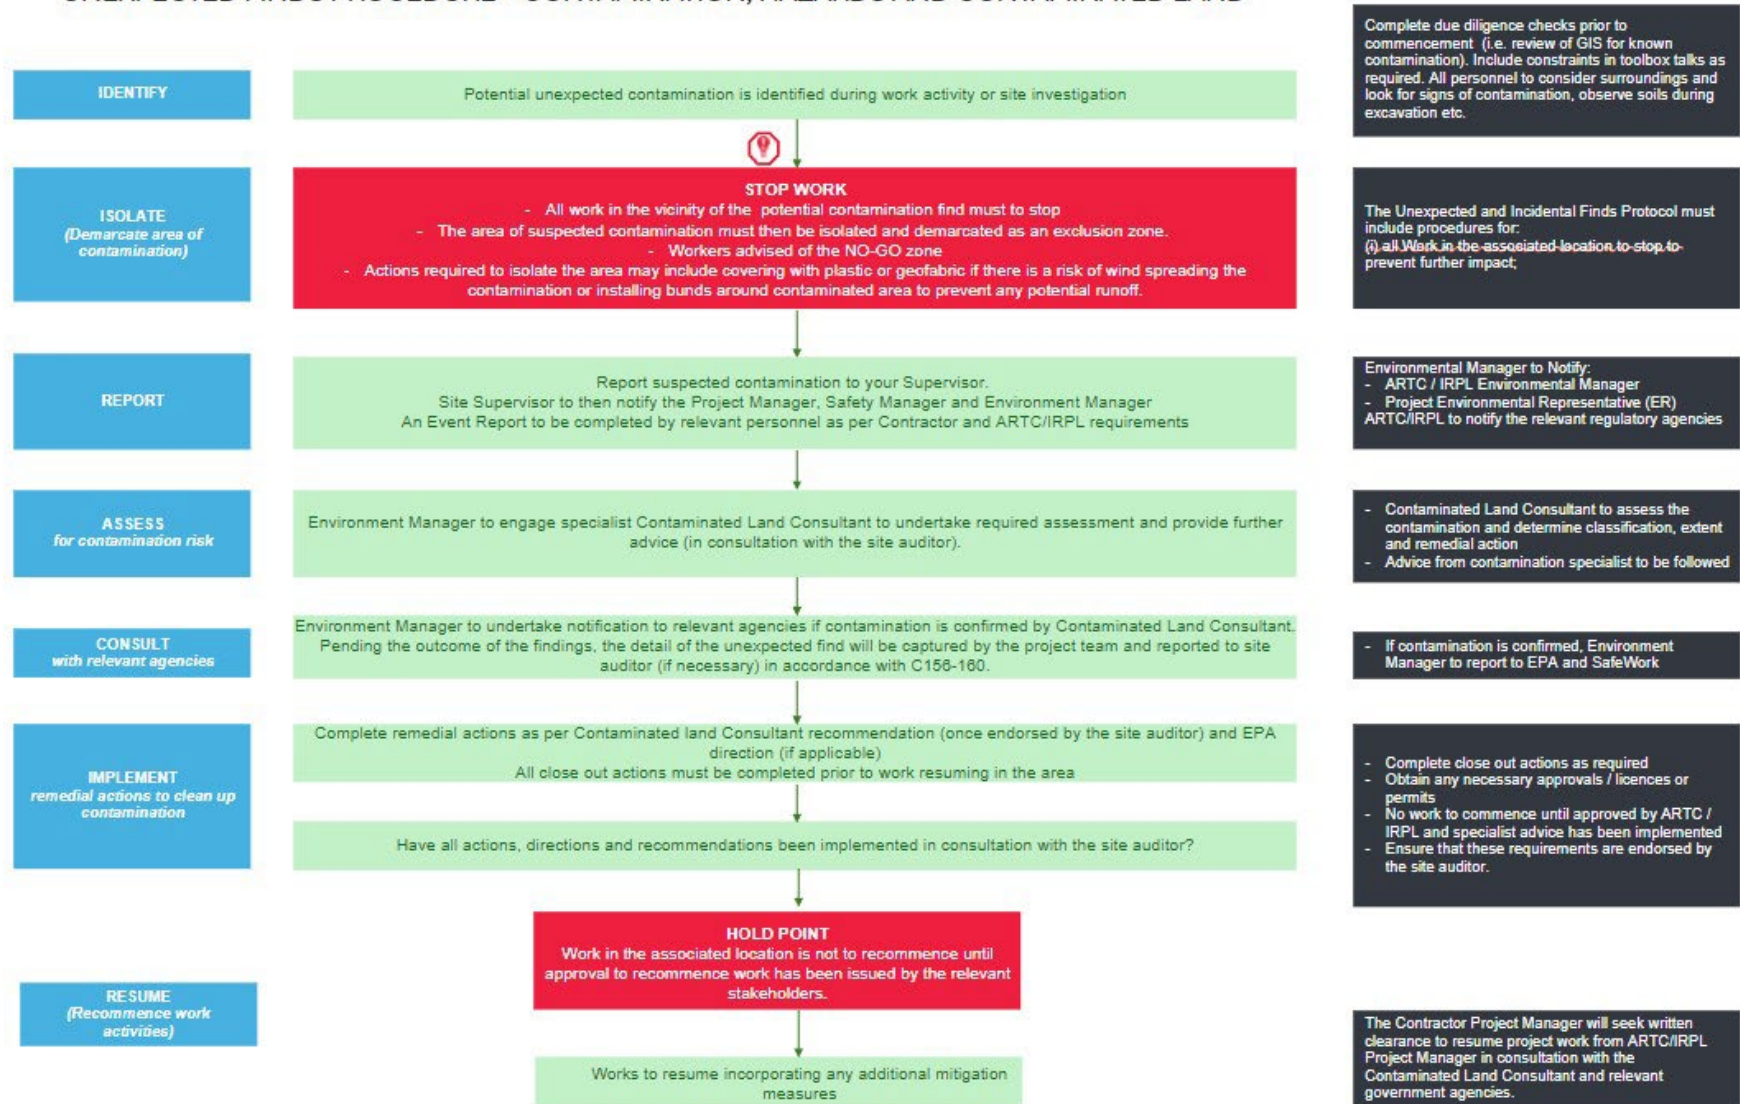 UNEXPECTED FINDS PROCEDURE – CONTAMINATION, HAZARDS AND CONTAMINATED LAND
IDENTIFY
Potential unexpected contamination is identified during work activity or site investigation
Complete due diligence checks prior to
commencement (i.e. review of GIS for known
contamination). Include constraints in toolbox talks as
required. All personnel to consider surroundings and
look for signs of contamination, observe soils during
excavation etc.
ISOLATE
(Demarcate area of
contamination)
STOP WORK
- All work in the vicinity of the potential contamination find must to stop
- The area of suspected contamination must then be isolated and demarcated as an exclusion zone.
- Workers advised of the NO-GO zone
- Actions required to isolate the area may include covering with plastic or geofabric if there is a risk of wind spreading the
contamination or installing bunds around contaminated area to prevent any potential runoff.
The Unexpected and Incidental Finds Protocol must
include procedures for:
(i) all Work in the associated location to stop to
prevent further impact;
REPORT
Report suspected contamination to your Supervisor.
Site Supervisor to then notify the Project Manager, Safety Manager and Environment Manager
An Event Report to be completed by relevant personnel as per Contractor and ARTC/IRPL requirements
Environmental Manager to Notify:
- ARTC / IRPL Environmental Manager
- Project Environmental Representative (ER)
ARTC/IRPL to notify the relevant regulatory agencies
ASSESS
for contamination risk
Environment Manager to engage specialist Contaminated Land Consultant to undertake required assessment and provide further
advice (in consultation with the site auditor).
- Contaminated Land Consultant to assess the
contamination and determine classification, extent
and remedial action
- Advice from contamination specialist to be followed
CONSULT
with relevant agencies
Environment Manager to undertake notification to relevant agencies if contamination is confirmed by Contaminated Land Consultant.
Pending the outcome of the findings, the detail of the unexpected find will be captured by the project team and reported to site
auditor (if necessary) in accordance with C156-160.
- If contamination is confirmed, Environment
Manager to report to EPA and SafeWork
IMPLEMENT
remedial actions to clean up
contamination
Complete remedial actions as per Contaminated land Consultant recommendation (once endorsed by the site auditor) and EPA
direction (if applicable)
All close out actions must be completed prior to work resuming in the area
Have all actions, directions and recommendations been implemented in consultation with the site auditor?
- Complete close out actions as required
- Obtain any necessary approvals / licences or
permits
- No work to commence until approved by ARTC /
IRPL and specialist advice has been implemented
- Ensure that these requirements are endorsed by
the site auditor.
HOLD POINT
Work in the associated location is not to recommence until
approval to recommence work has been issued by the relevant
stakeholders.
RESUME
(Recommence work
activities)
Works to resume incorporating any additional mitigation
measures
The Contractor Project Manager will seek written
clearance to resume project work from ARTC/IRPL
Project Manager in consultation with the
Contaminated Land Consultant and relevant
government agencies.